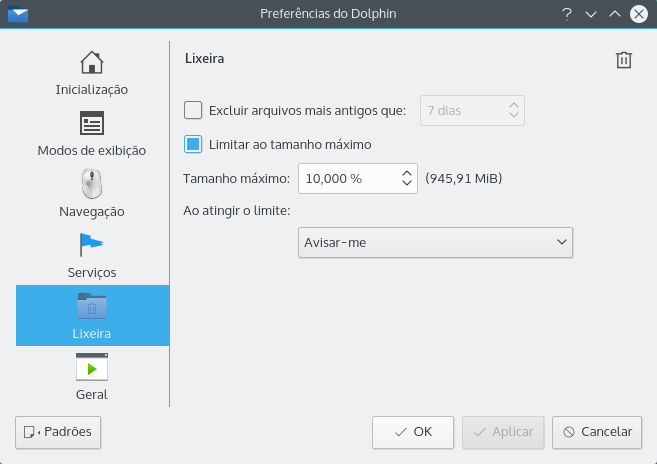 Preferências do Dolphin
Inicialização
Modos de exibição
Navegação
Serviços
Lixeira
Geral
Lixeira
Excluir arquivos mais antigos que: 7 dias
Limitar ao tamanho máximo
Tamanho máximo: 10,000 % (945,91 MiB)
Ao atingir o limite:
Avisar-me
Padrões
OK
Aplicar
Cancelar